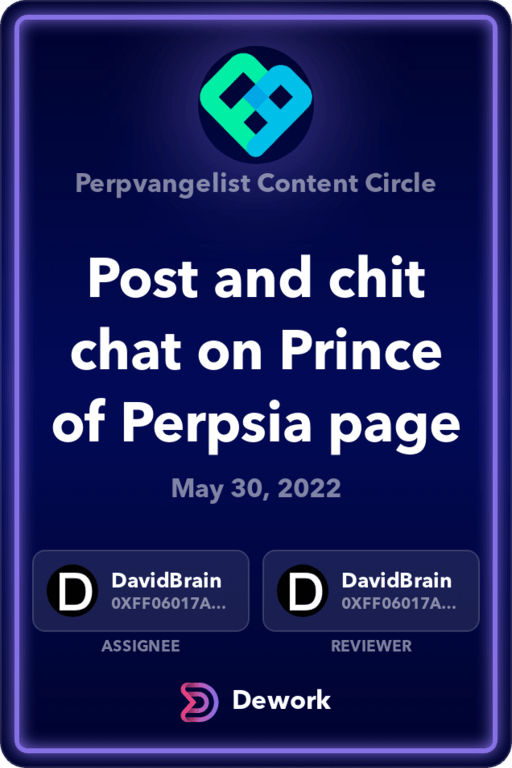 Perpvangelist Content Circle
Post and chit
chat on Prince
of Perpsia page
May 30, 2022
D DavidBrain
0XFF06017A...
D DavidBrain
0XFF06017A...
ASSIGNEE
REVIEWER
Dework